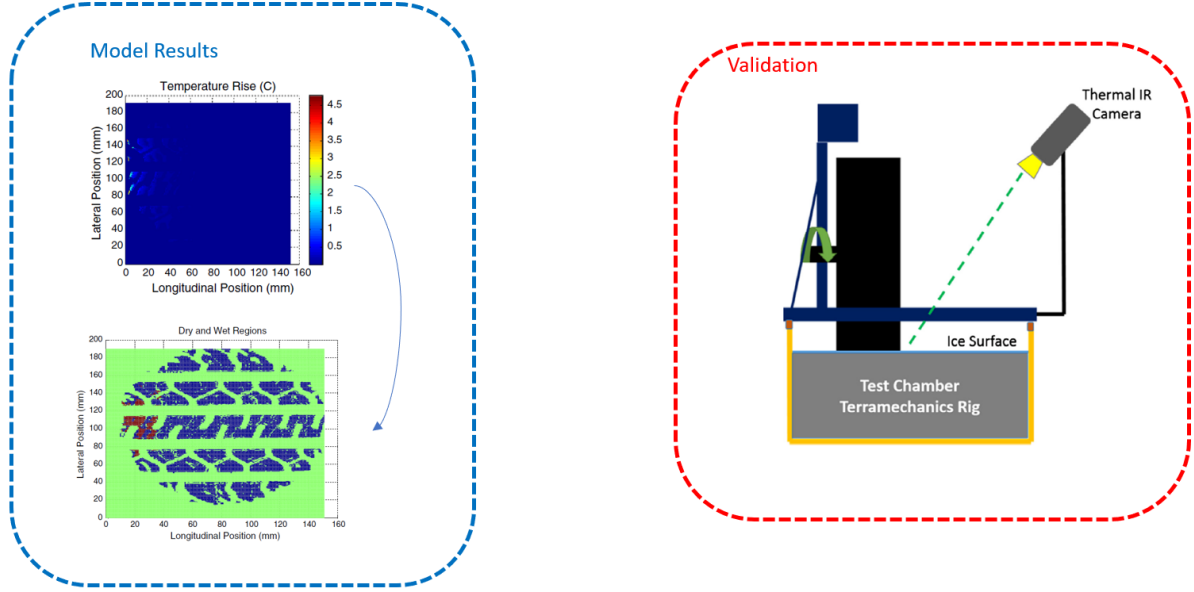 Model Results
Temperature Rise (C)
200
180
160
140
120
100
80
60
40
20
0
Lateral Position (mm)
0 20 40 60 80 100 120 140 160
Longitudinal Position (mm)
4.5
4
3.5
3
2.5
2
1.5
1
0.5
Dry and Wet Regions
200
180
160
140
120
100
80
60
40
20
0
Lateral Position (mm)
0 20 40 60 80 100 120 140 160
Longitudinal Position (mm)
Validation
Thermal IR
Camera
Ice Surface
Test Chamber
Terramechanics Rig